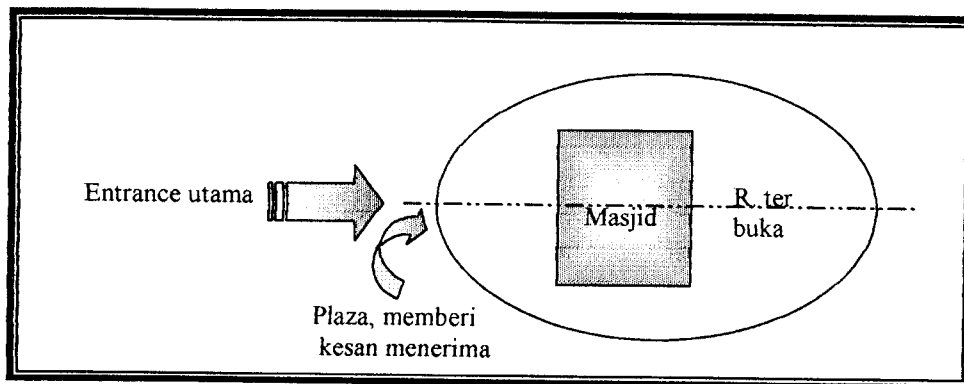 Entrance utama
Masjid
R. ter
buka
Plaza, memberi
kesan menerima